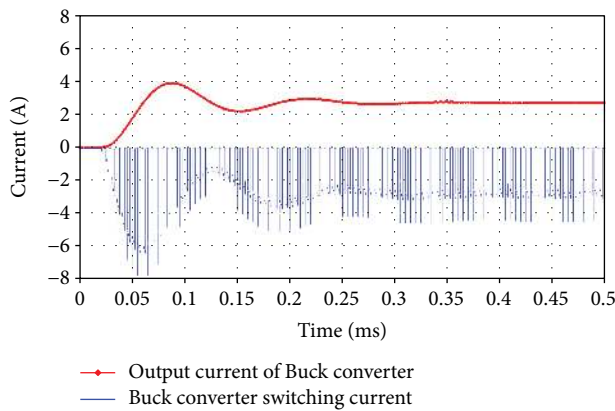 8
6
4
2
0
−2
−4
−6
−8
Current (A)
0 0.05 0.1 0.15 0.2 0.25 0.3 0.35 0.4 0.45 0.5
Time (ms)
Output current of Buck converter
Buck converter switching current